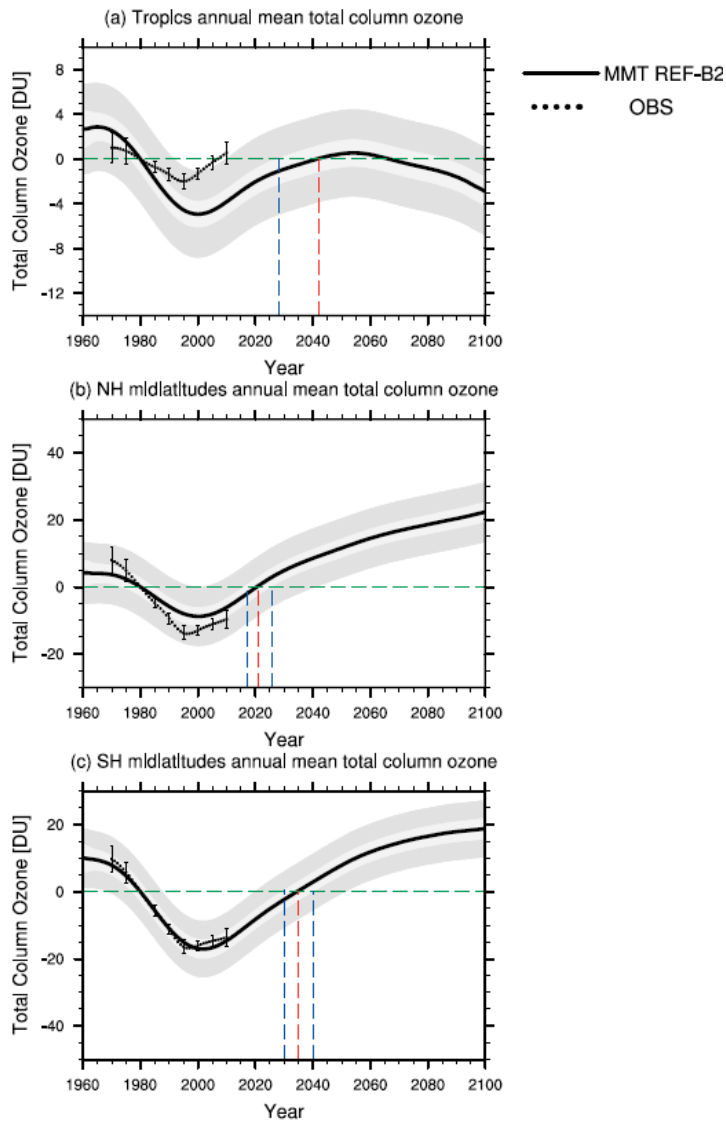 (a) Tropics annual mean total column ozone
MMT REF-B2
OBS
Total Column Ozone [DU]
8
4
0
-4
-8
-12
1960 1980 2000 2020 2040 2060 2080 2100
Year
(b) NH midlatitudes annual mean total column ozone
Total Column Ozone [DU]
40
20
0
-20
1960 1980 2000 2020 2040 2060 2080 2100
Year
(c) SH midlatitudes annual mean total column ozone
Total Column Ozone [DU]
20
0
-20
-40
1960 1980 2000 2020 2040 2060 2080 2100
Year